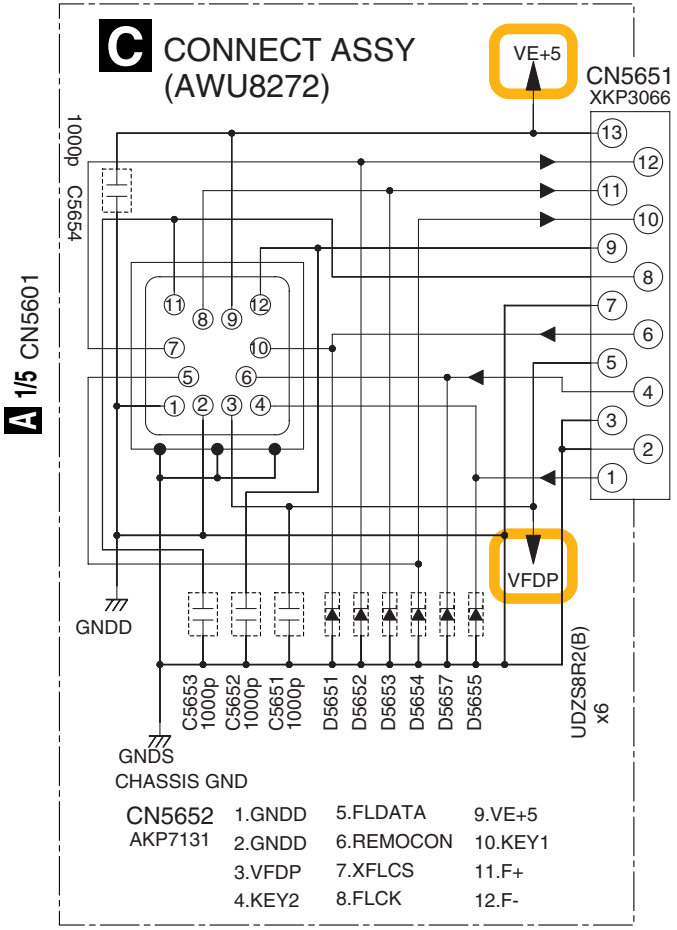 C CONNECT ASSY
(AWU8272)
VE+5
CN5651
XKP3066
13
12
11
10
9
8
7
6
5
4
3
2
1
1000p
C5654
A 1/5 CN5601
11
8
9
12
7
10
5
6
1
2
3
4
VFDP
GNDD
C5653
1000p
C5652
1000p
C5651
1000p
D5651
D5652
D5653
D5654
D5657
D5655
UDZS8R2(B)
x6
GNDS
CHASSIS GND
CN5652
AKP7131
1.GNDD
2.GNDD
3.VFDP
4.KEY2
5.FLDATA
6.REMOCON
7.XFLCS
8.FLCK
9.VE+5
10.KEY1
11.F+
12.F-